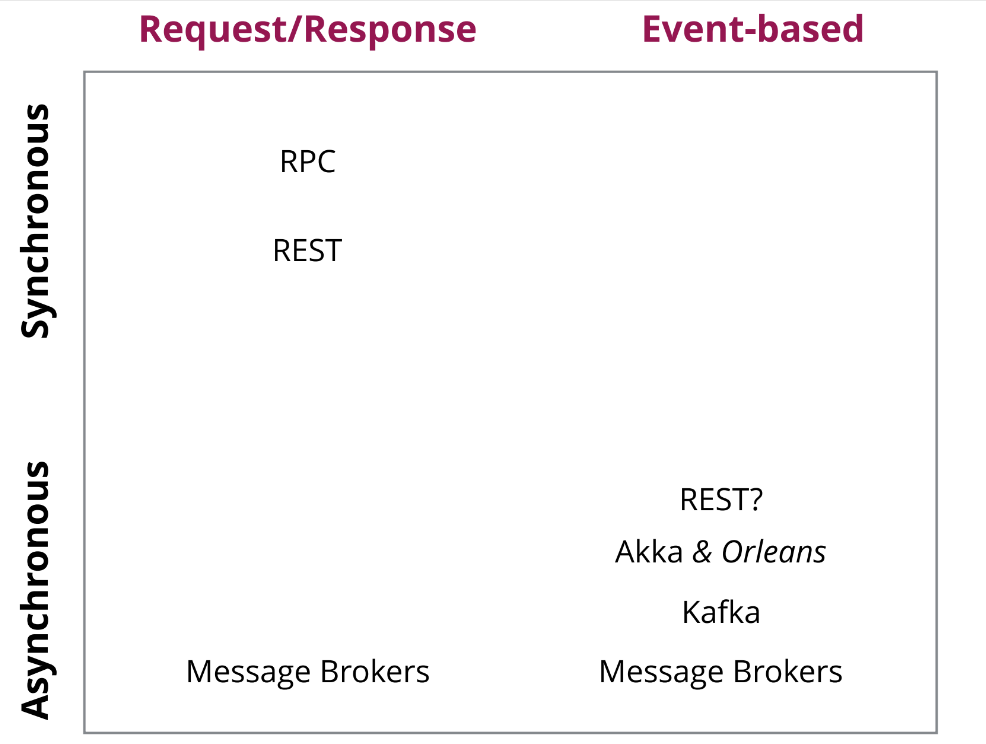 Request/Response
Event-based
Synchronous
RPC
REST
Asynchronous
REST?
Akka & Orleans
Kafka
Message Brokers
Message Brokers